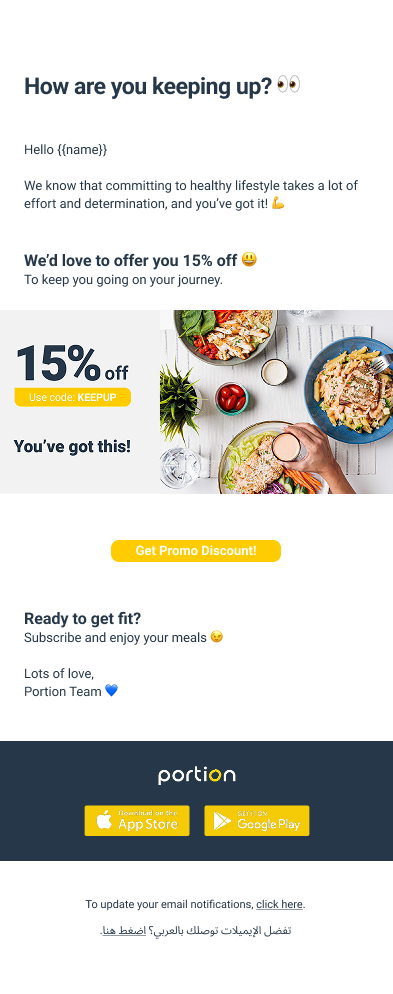 How are you keeping up? 👀
Hello {{name}}
We know that committing to healthy lifestyle takes a lot of
effort and determination, and you've got it! 💪
We'd love to offer you 15% off 😃
To keep you going on your journey.
15% off
Use code: KEEPUP
You've got this!
Get Promo Discount!
Ready to get fit?
Subscribe and enjoy your meals 😉
Lots of love,
Portion Team 💙
portion
Download on the
App Store
GET IT ON
Google Play
To update your email notifications, click here.
تفضل الإيميلات توصلك بالعربي؟ اضغط هنا.